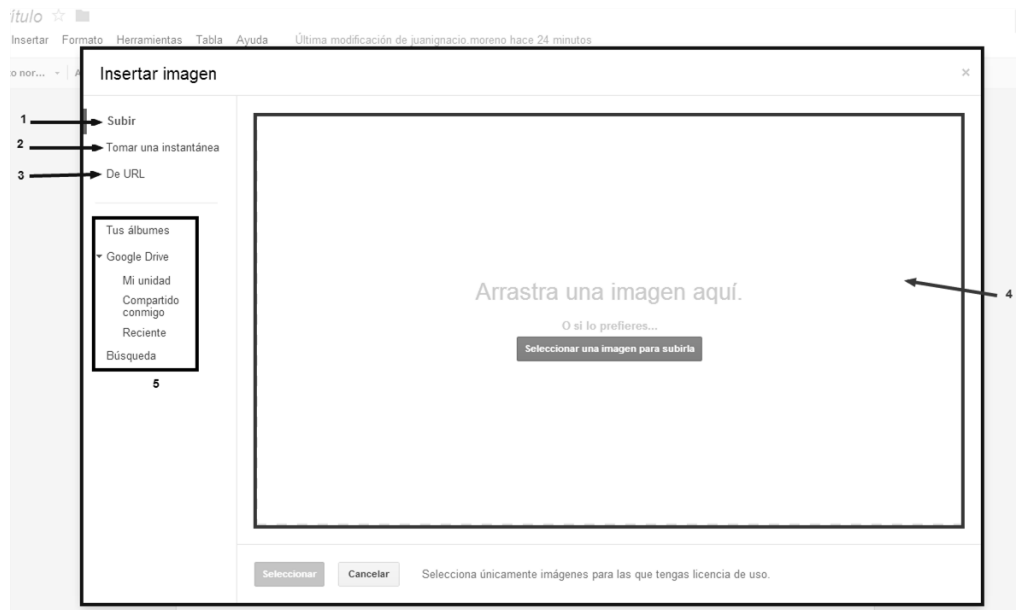 ítulo
Insertar Formato Herramientas Tabla Ayuda Última modificación de juanignacio.moreno hace 24 minutos
o nor... A
Insertar imagen ×
1 Subir
2 Tomar una instantánea
3 De URL
Tus álbumes
Google Drive
Mi unidad
Compartido
conmigo
Reciente
Búsqueda
5
Arrastra una imagen aquí.
4
O si lo prefieres...
Seleccionar una imagen para subirla
Seleccionar Cancelar Selecciona únicamente imágenes para las que tengas licencia de uso.